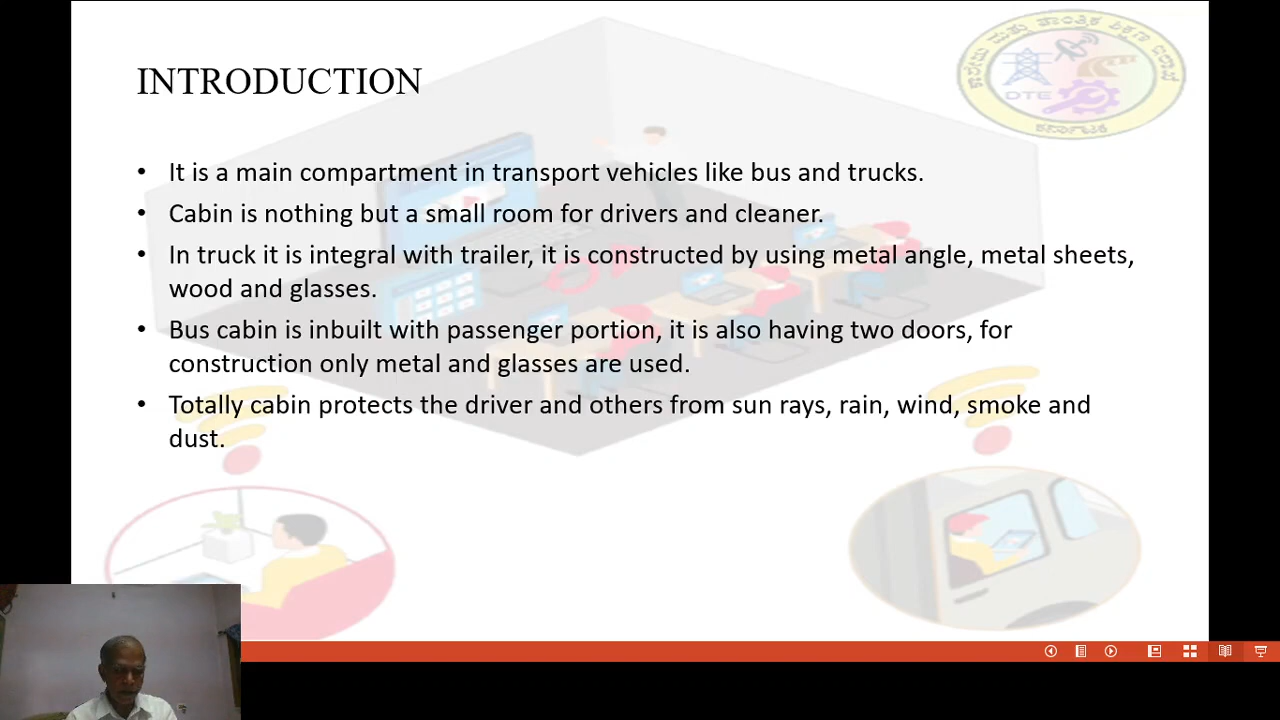 INTRODUCTION
• It is a main compartment in transport vehicles like bus and trucks.
• Cabin is nothing but a small room for drivers and cleaner.
• In truck it is integral with trailer, it is constructed by using metal angle, metal sheets,
wood and glasses.
• Bus cabin is inbuilt with passenger portion, it is also having two doors, for
construction only metal and glasses are used.
• Totally cabin protects the driver and others from sun rays, rain, wind, smoke and
dust.
DTE
ಕರ್ನಾಟಕ